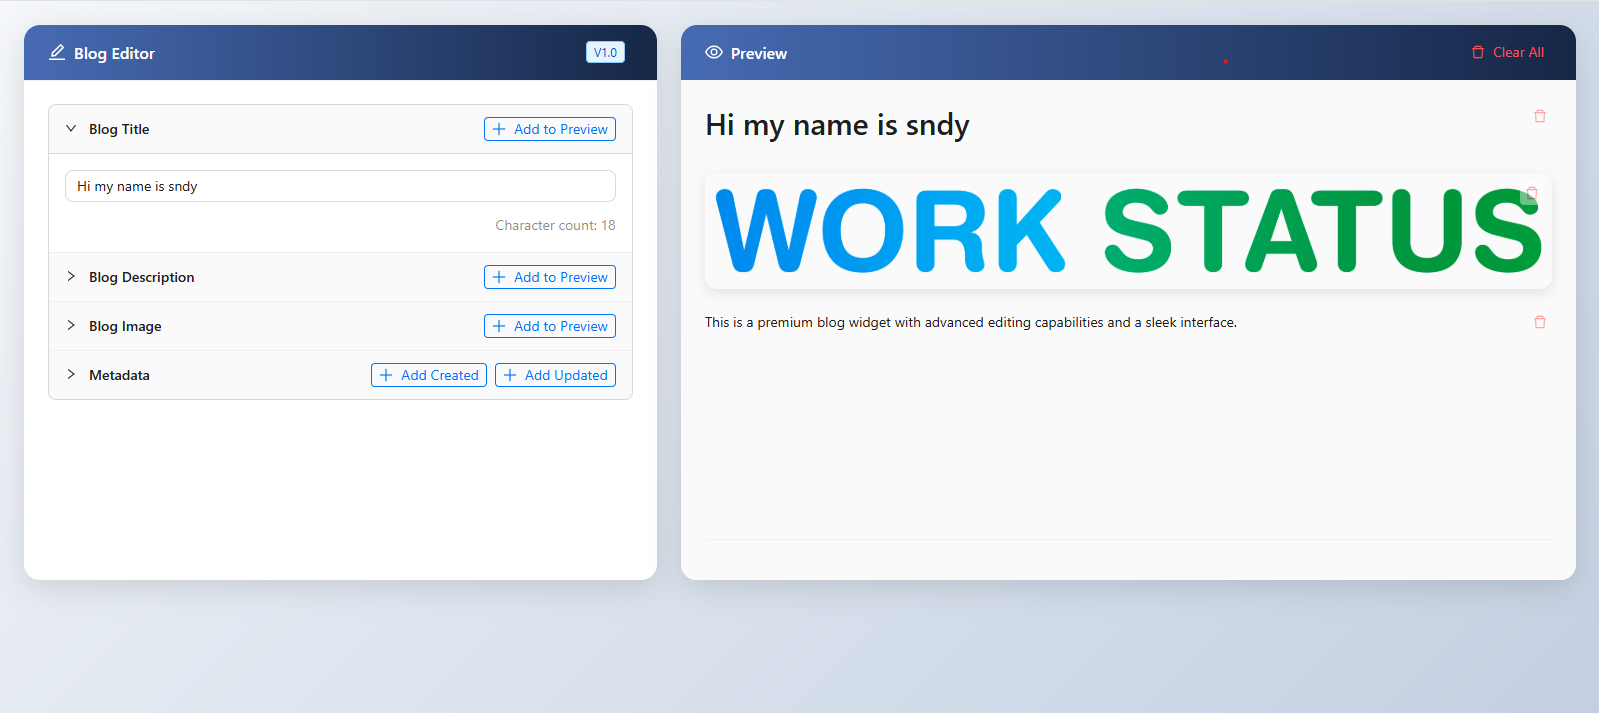 Blog Editor
V1.0
Blog Title
Add to Preview
Hi my name is sndy
Character count: 18
Blog Description
Add to Preview
Blog Image
Add to Preview
Metadata
Add Created
Add Updated
Preview
Clear All
Hi my name is sndy
WORK STATUS
This is a premium blog widget with advanced editing capabilities and a sleek interface.